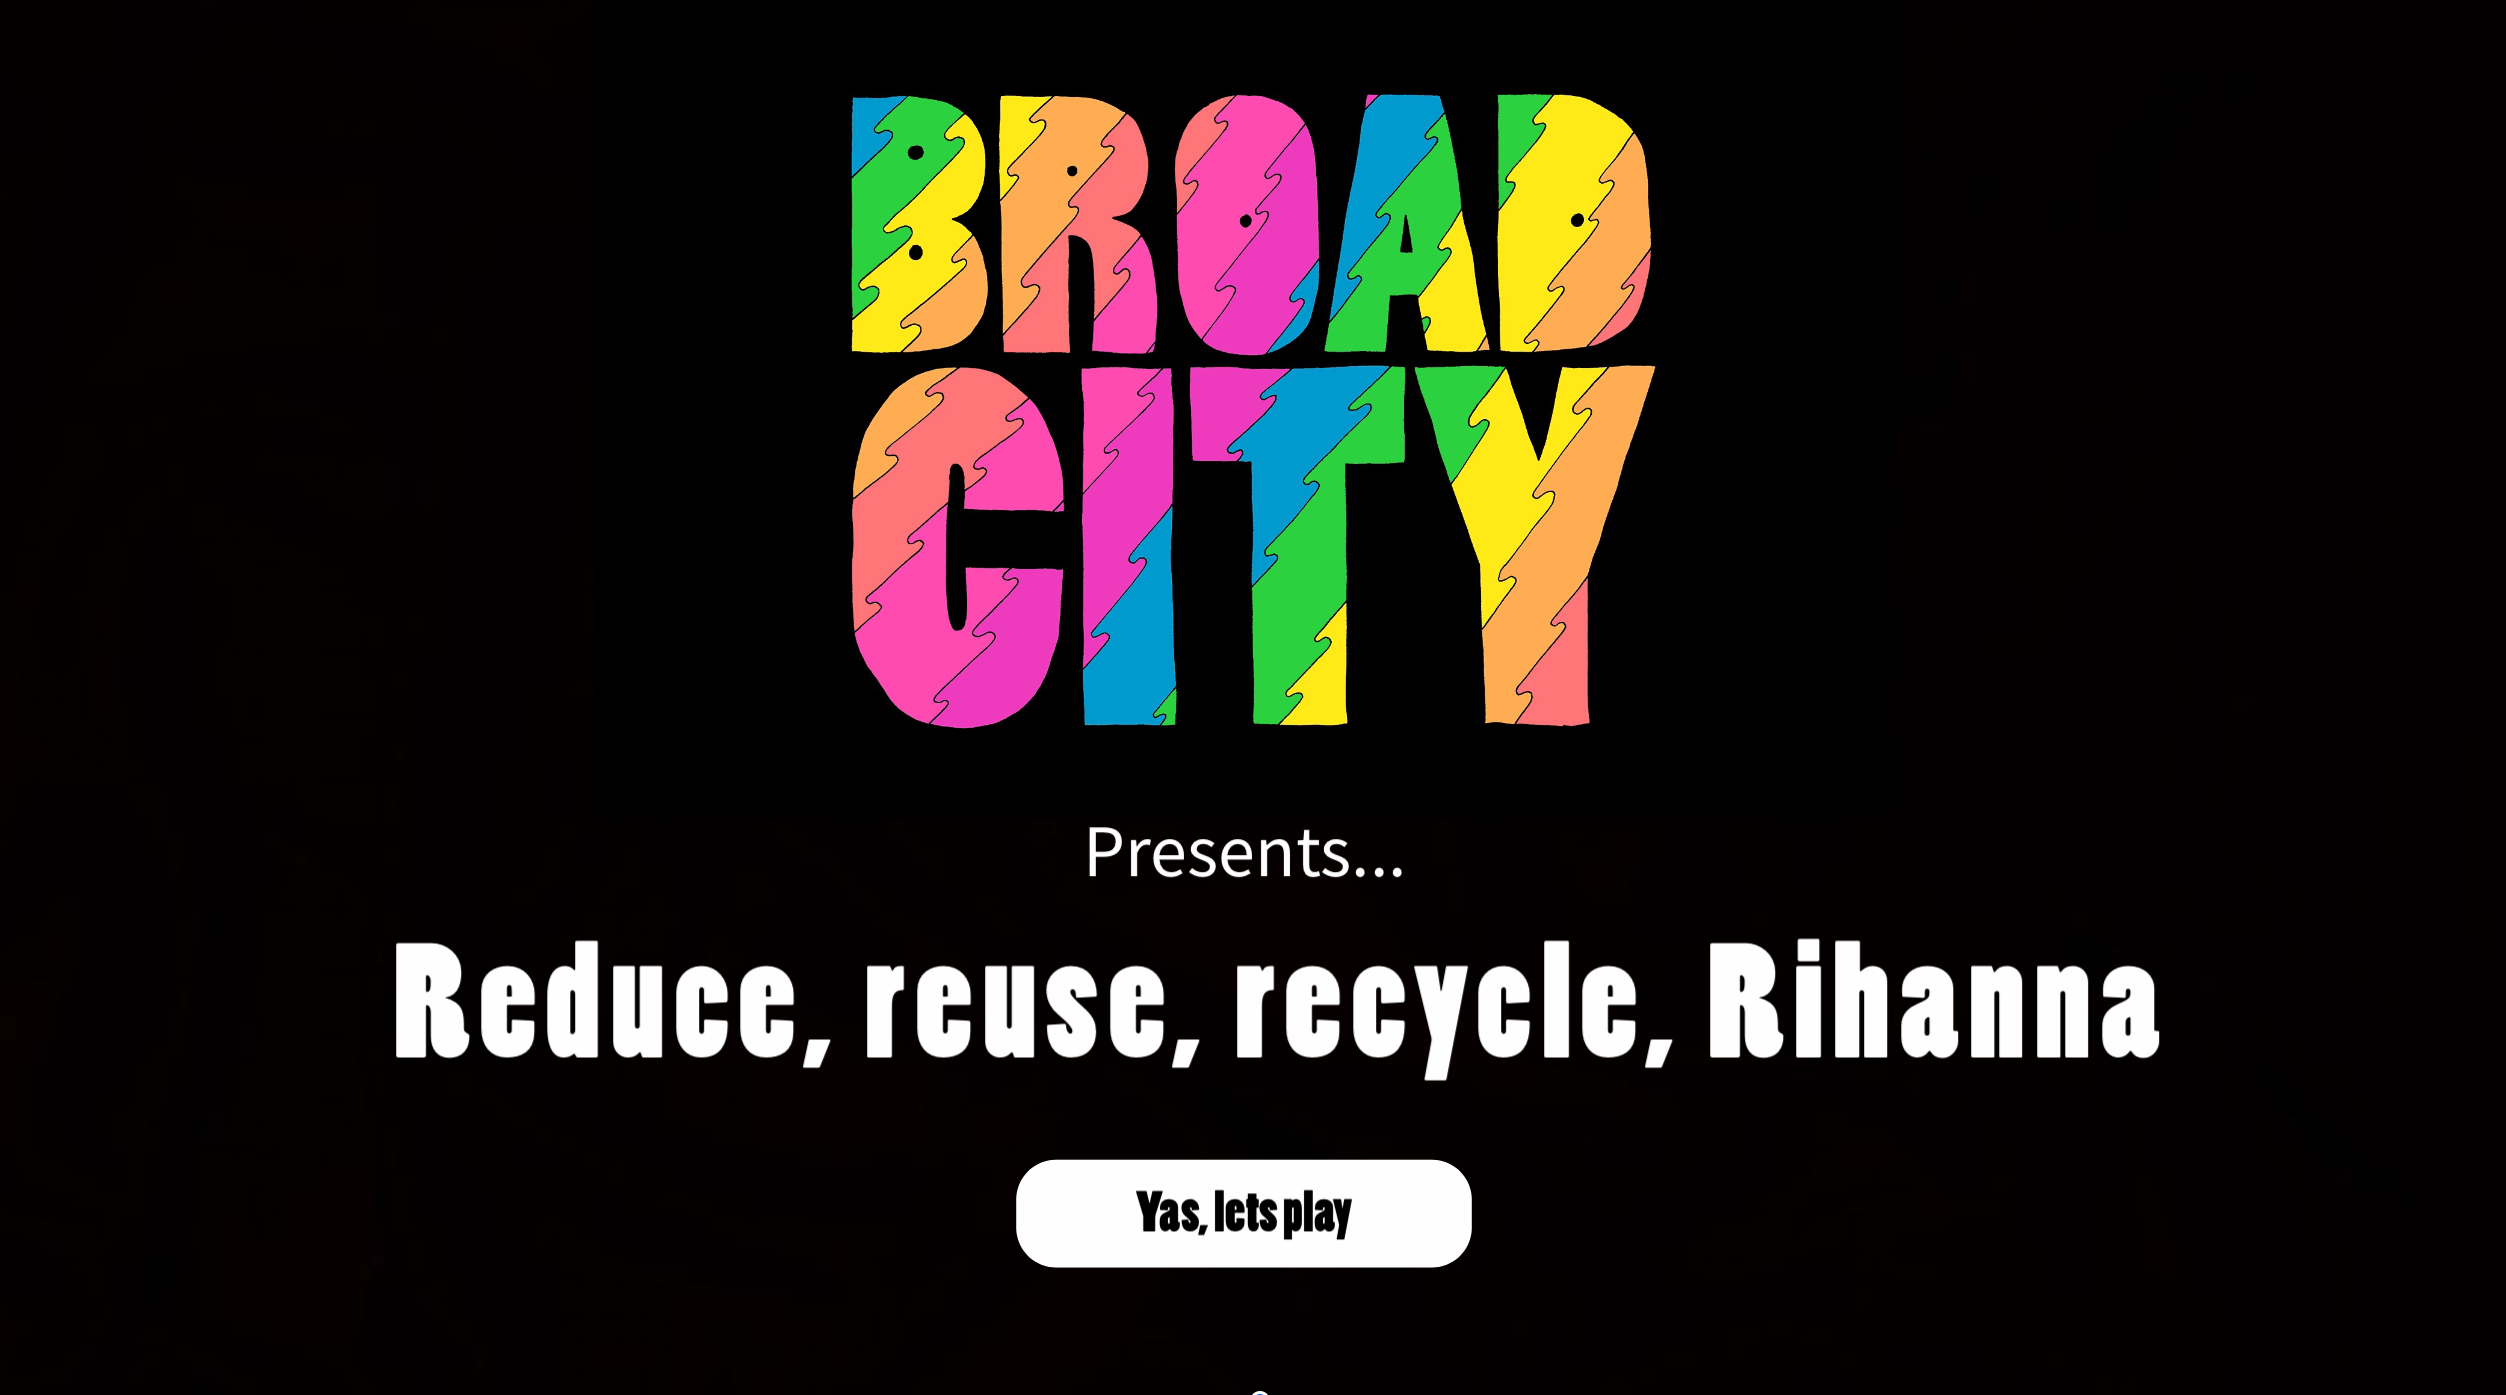 BROAD
CITY
Presents...
Reduce, reuse, recycle, Rihanna
Yas, lets play